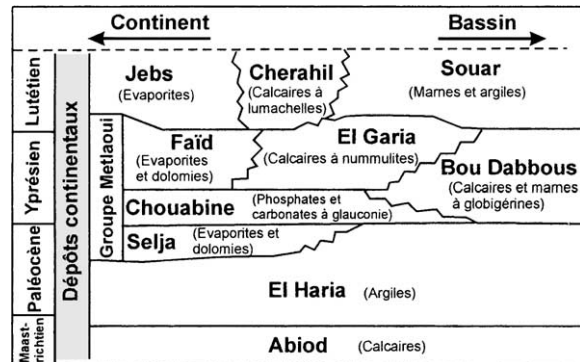 Continent
Bassin
Lutétien
Yprésien
Paléocène
Maast-
richtien
Dépôts continentaux
Groupe Metlaoui
Jebs
(Evaporites)
Cherahil
(Calcaires à
lumachelles)
Souar
(Marnes et argiles)
Faïd
(Evaporites
et dolomies)
El Garia
(Calcaires à nummulites)
Bou Dabbous
(Calcaires et marnes
à globigérines)
Chouabine (Phosphates et
carbonates à glauconie)
Selja (Evaporites et
dolomies)
El Haria (Argiles)
Abiod (Calcaires)